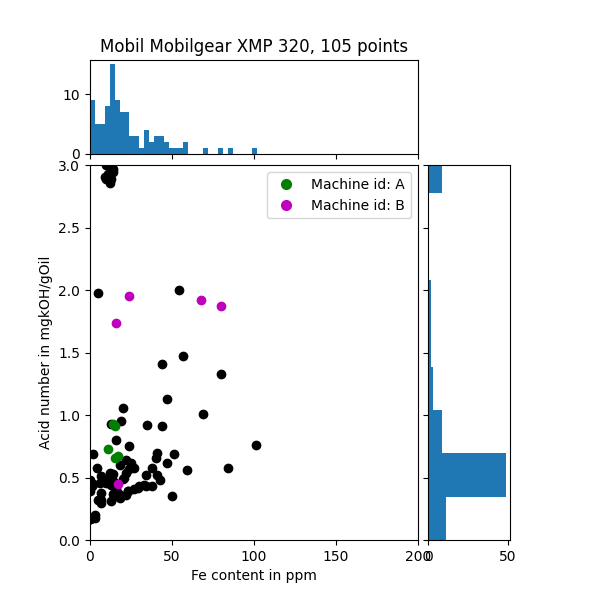 Mobil Mobilgear XMP 320, 105 points
10
0
3.0
2.5
2.0
1.5
1.0
0.5
0.0
Acid number in mgkOH/gOil
Machine id: A
Machine id: B
0 50 100 150 200 0 50
Fe content in ppm